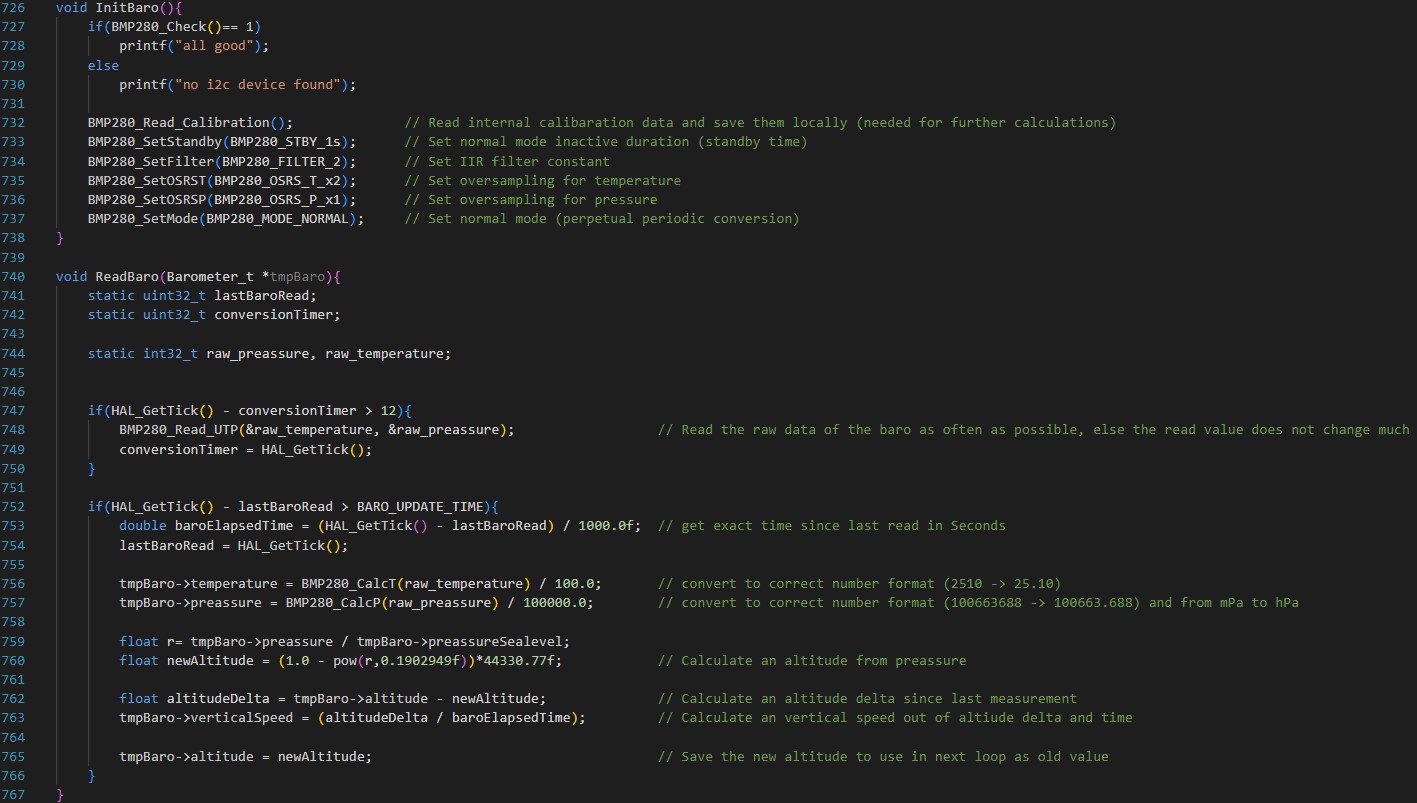 726 void InitBaro(){
727     if(BMP280_Check()== 1)
728         printf("all good");
729     else
730         printf("no i2c device found");
731
732     BMP280_Read_Calibration();              // Read internal calibaration data and save them locally (needed for further calculations)
733     BMP280_SetStandby(BMP280_STBY_1s);      // Set normal mode inactive duration (standby time)
734     BMP280_SetFilter(BMP280_FILTER_2);      // Set IIR filter constant
735     BMP280_SetOSRST(BMP280_OSRS_T_x2);      // Set oversampling for temperature
736     BMP280_SetOSRSP(BMP280_OSRS_P_x1);      // Set oversampling for pressure
737     BMP280_SetMode(BMP280_MODE_NORMAL);     // Set normal mode (perpetual periodic conversion)
738 }
739
740 void ReadBaro(Barometer_t *tmpBaro){
741     static uint32_t lastBaroRead;
742     static uint32_t conversionTimer;
743
744     static int32_t raw_preassure, raw_temperature;
745
746
747     if(HAL_GetTick() - conversionTimer > 12){
748         BMP280_Read_UTP(&raw_temperature, &raw_preassure);                  // Read the raw data of the baro as often as possible, else the read value does not change much
749         conversionTimer = HAL_GetTick();
750     }
751
752     if(HAL_GetTick() - lastBaroRead > BARO_UPDATE_TIME){
753         double baroElapsedTime = (HAL_GetTick() - lastBaroRead) / 1000.0f;  // get exact time since last read in Seconds
754         lastBaroRead = HAL_GetTick();
755
756         tmpBaro->temperature = BMP280_CalcT(raw_temperature) / 100.0;       // convert to correct number format (2510 -> 25.10)
757         tmpBaro->preassure = BMP280_CalcP(raw_preassure) / 100000.0;        // convert to correct number format (100663688 -> 100663.688) and from mPa to hPa
758
759         float r= tmpBaro->preassure / tmpBaro->preassureSealevel;
760         float newAltitude = (1.0 - pow(r,0.1902949f))*44330.77f;            // Calculate an altitude from preassure
761
762         float altitudeDelta = tmpBaro->altitude - newAltitude;              // Calculate an altitude delta since last measurement
763         tmpBaro->verticalSpeed = (altitudeDelta / baroElapsedTime);         // Calculate an vertical speed out of altiude delta and time
764
765         tmpBaro->altitude = newAltitude;                                    // Save the new altitude to use in next loop as old value
766     }
767 }